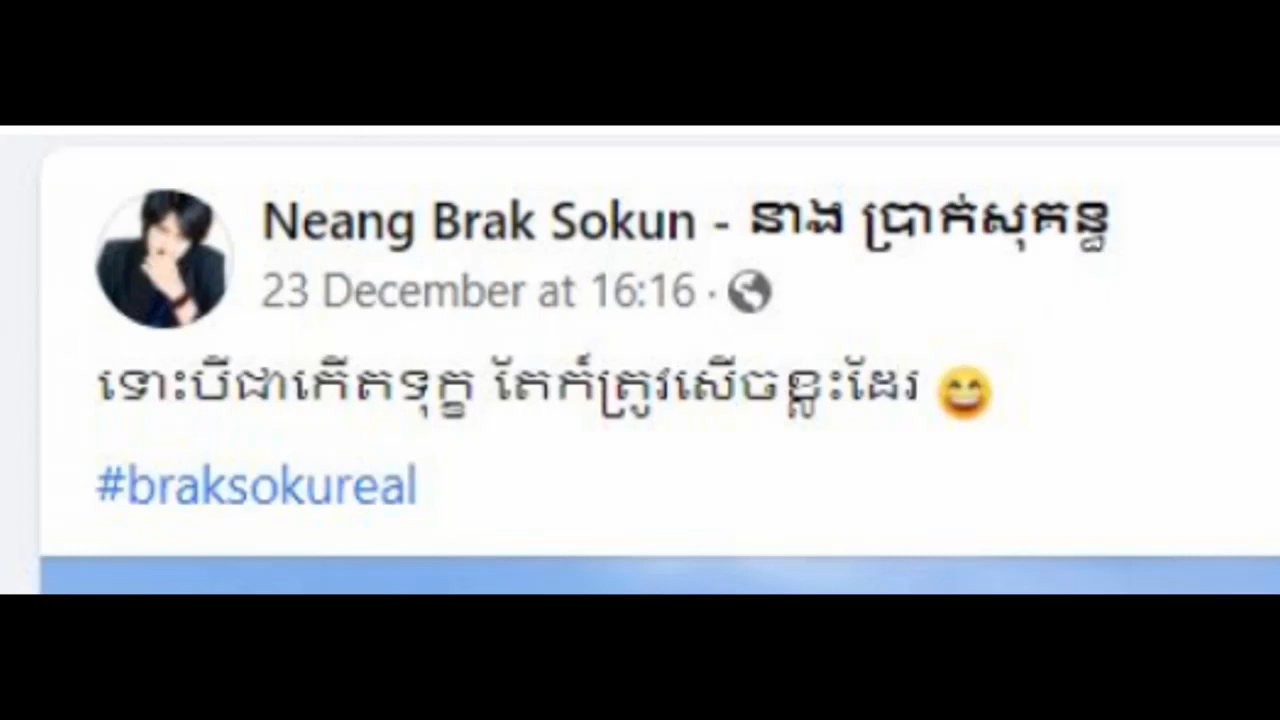 Neang Brak Sokun - នាង ប្រាក់សុគន្ធ
23 December at 16:16 ·
ទោះបីជាកើតទុក្ខ តែក៍ត្រូវសើចខ្លះដែរ 😄
#braksokureal